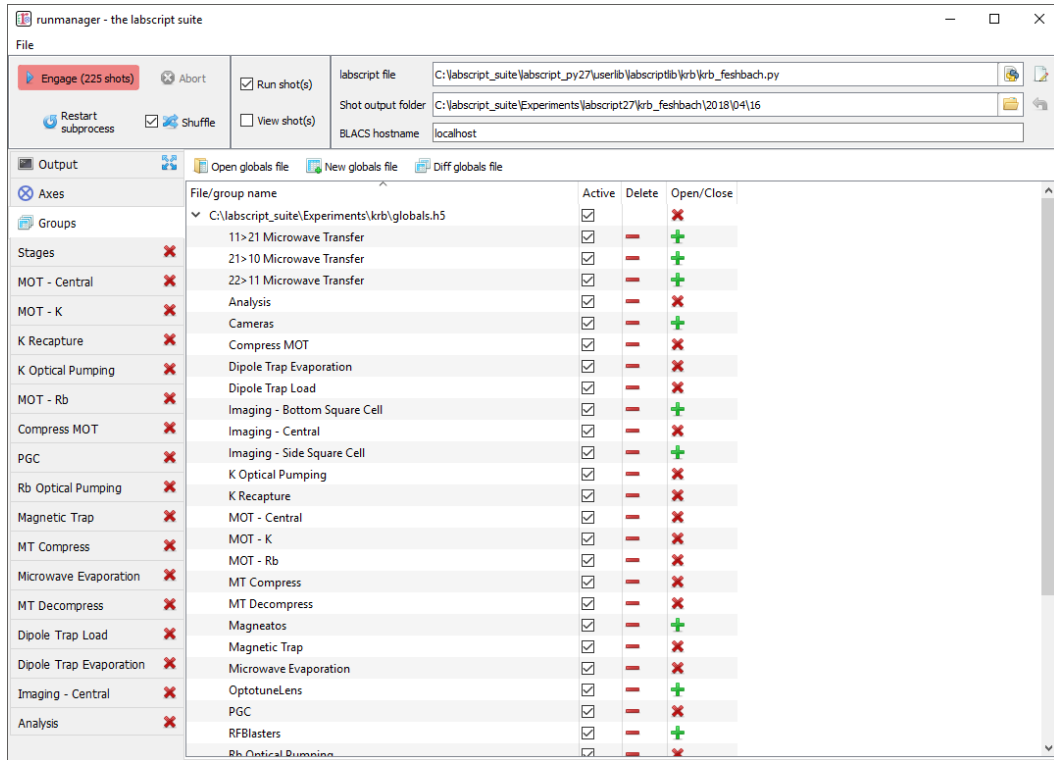 runmanager - the labscript suite
File
Engage (225 shots)
Abort
Restart subprocess
Shuffle
Run shot(s)
View shot(s)
labscript file
C:\labscript_suite\labscript_py27\userlib\labscriptlib\krb\krb_feshbach.py
Shot output folder
C:\labscript_suite\Experiments\labscript27\krb_feshbach\2018\04\16
BLACS hostname
localhost
Output
Axes
Groups
Stages
MOT - Central
MOT - K
K Recapture
K Optical Pumping
MOT - Rb
Compress MOT
PGC
Rb Optical Pumping
Magnetic Trap
MT Compress
Microwave Evaporation
MT Decompress
Dipole Trap Load
Dipole Trap Evaporation
Imaging - Central
Analysis
Open globals file
New globals file
Diff globals file
File/group name Active Delete Open/Close
C:\labscript_suite\Experiments\krb\globals.h5
11>21 Microwave Transfer
21>10 Microwave Transfer
22>11 Microwave Transfer
Analysis
Cameras
Compress MOT
Dipole Trap Evaporation
Dipole Trap Load
Imaging - Bottom Square Cell
Imaging - Central
Imaging - Side Square Cell
K Optical Pumping
K Recapture
MOT - Central
MOT - K
MOT - Rb
MT Compress
MT Decompress
Magneatos
Magnetic Trap
Microwave Evaporation
OptotuneLens
PGC
RFBlasters
Rb Optical Pumping